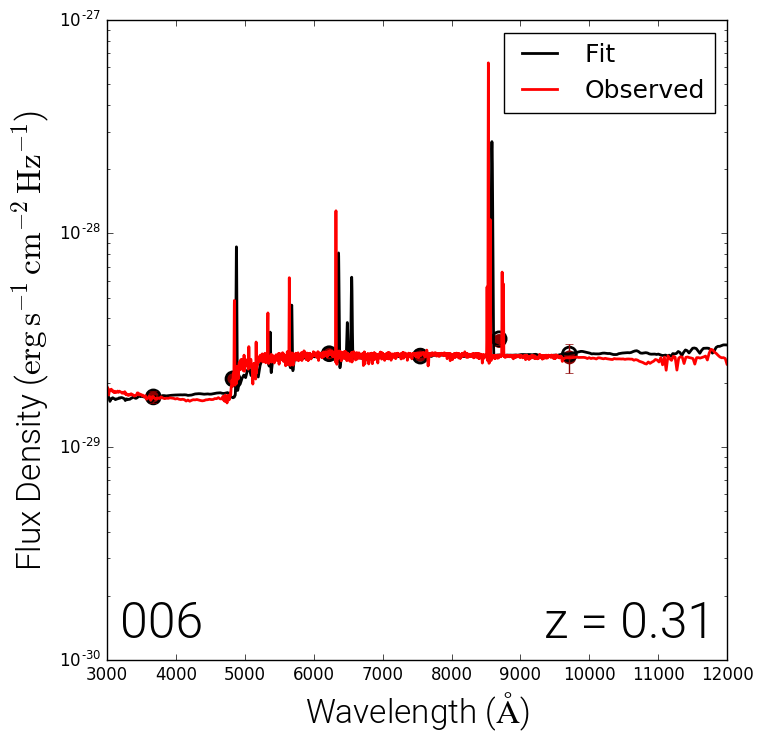 10^-27
Fit
Observed
10^-28
Flux Density (erg s^-1 cm^-2 Hz^-1)
10^-29
006
z = 0.31
10^-30
3000 4000 5000 6000 7000 8000 9000 10000 11000 12000
Wavelength (Å)